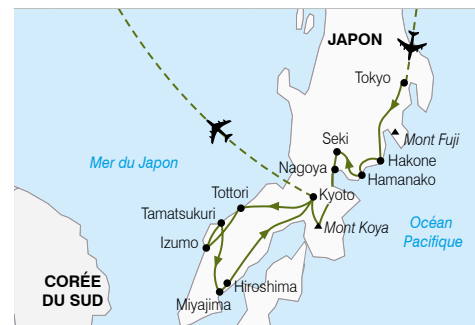 JAPON
Tokyo
Mont Fuji
Seki
Hakone
Mer du Japon
Nagoya
Hamanako
Tottori
Kyoto
Tamatsukuri
Mont Koya
Océan
Pacifique
Izumo
CORÉE
DU SUD
Hiroshima
Miyajima